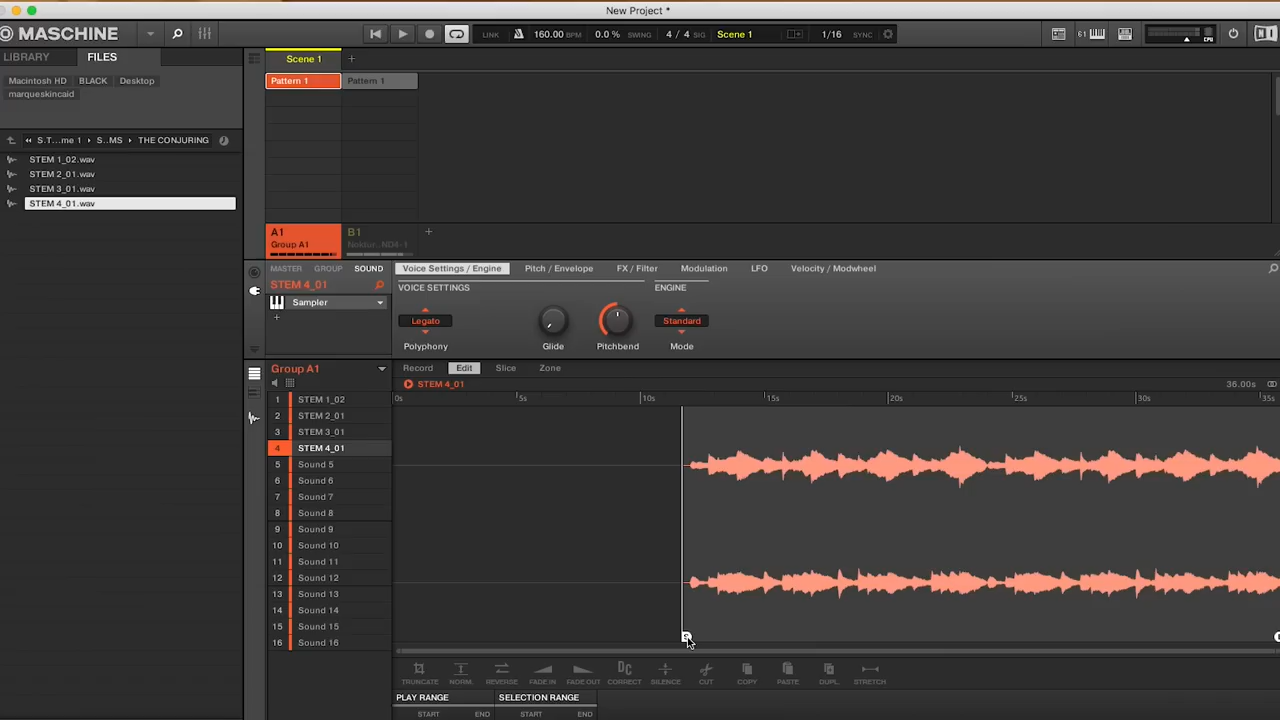 New Project *
MASCHINE
LINK 160.00 BPM 0.0% SWING 4 / 4 SIG Scene 1 1/16 SYNC
61
CPU
NI
LIBRARY FILES
Macintosh HD BLACK Desktop
marqueskincaid
S.T...me 1 S..MS THE CONJURING
STEM 1_02.wav
STEM 2_01.wav
STEM 3_01.wav
STEM 4_01.wav
Scene 1 +
Pattern 1 Pattern 1
A1 B1 +
Group A1 Noktur..ND4-1
MASTER GROUP SOUND
STEM 4_01
Sampler
+
Voice Settings / Engine Pitch / Envelope FX / Filter Modulation LFO Velocity / Modwheel
VOICE SETTINGS ENGINE
Legato Standard
Polyphony Glide Pitchbend Mode
Group A1
Record Edit Slice Zone
STEM 4_01 36.00s
0s 5s 10s 15s 20s 25s 30s 35s
1 STEM 1_02
2 STEM 2_01
3 STEM 3_01
4 STEM 4_01
5 Sound 5
6 Sound 6
7 Sound 7
8 Sound 8
9 Sound 9
10 Sound 10
11 Sound 11
12 Sound 12
13 Sound 13
14 Sound 14
15 Sound 15
16 Sound 16
S
DC
TRUNCATE NORM. REVERSE FADE IN FADE OUT CORRECT SILENCE CUT COPY PASTE DUPL. STRETCH
PLAY RANGE SELECTION RANGE
START END START END